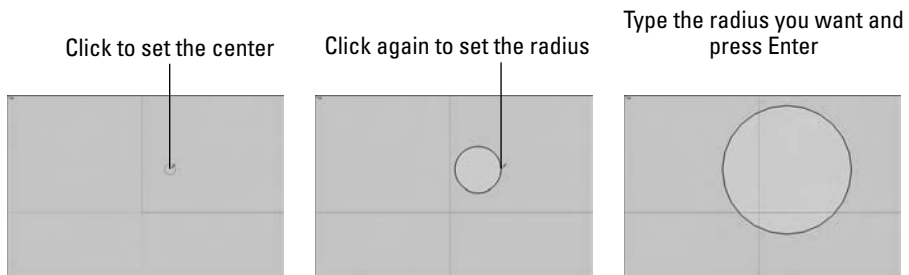 Click to set the center
Click again to set the radius
Type the radius you want and
press Enter